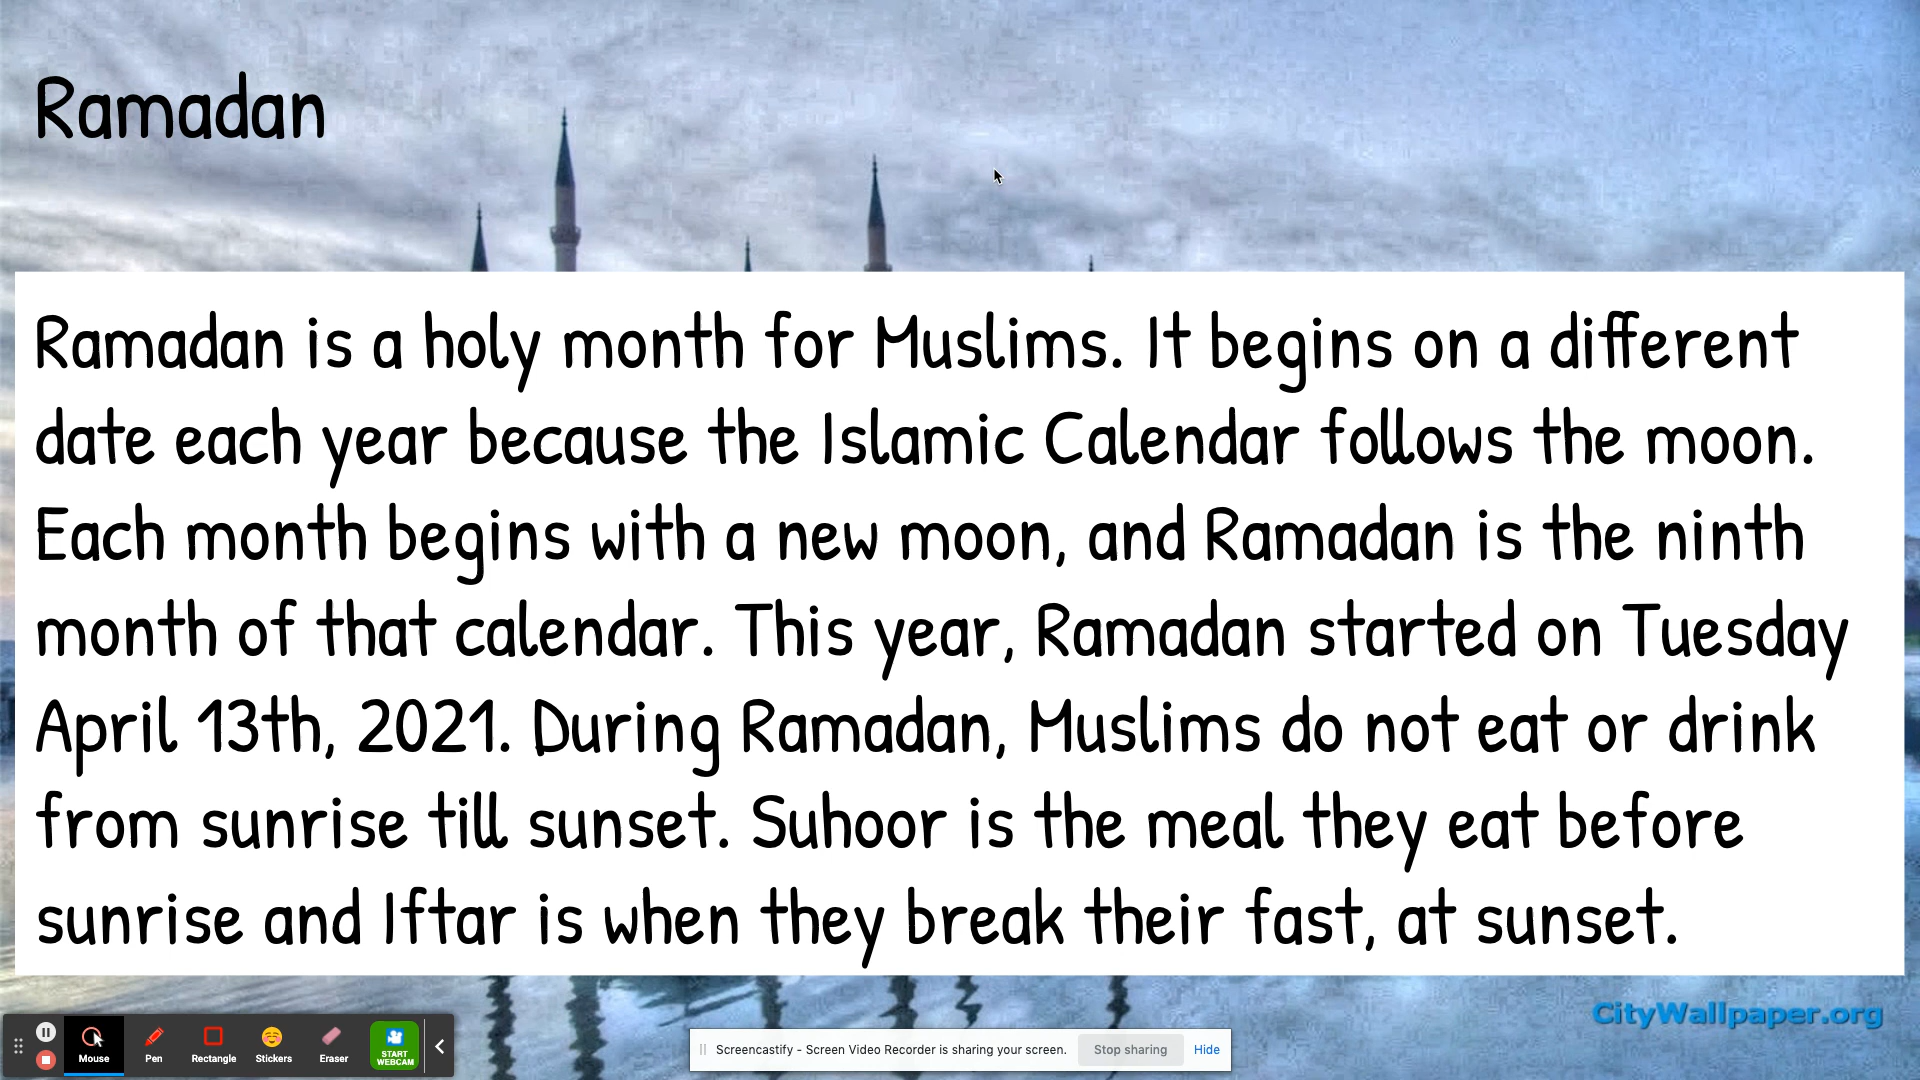 Ramadan
Ramadan is a holy month for Muslims. It begins on a different
date each year because the Islamic Calendar follows the moon.
Each month begins with a new moon, and Ramadan is the ninth
month of that calendar. This year, Ramadan started on Tuesday
April 13th, 2021. During Ramadan, Muslims do not eat or drink
from sunrise till sunset. Suhoor is the meal they eat before
sunrise and Iftar is when they break their fast, at sunset.
CityWallpaper.org
Mouse Pen Rectangle Stickers Eraser START WEBCAM
Screencastify - Screen Video Recorder is sharing your screen. Stop sharing Hide